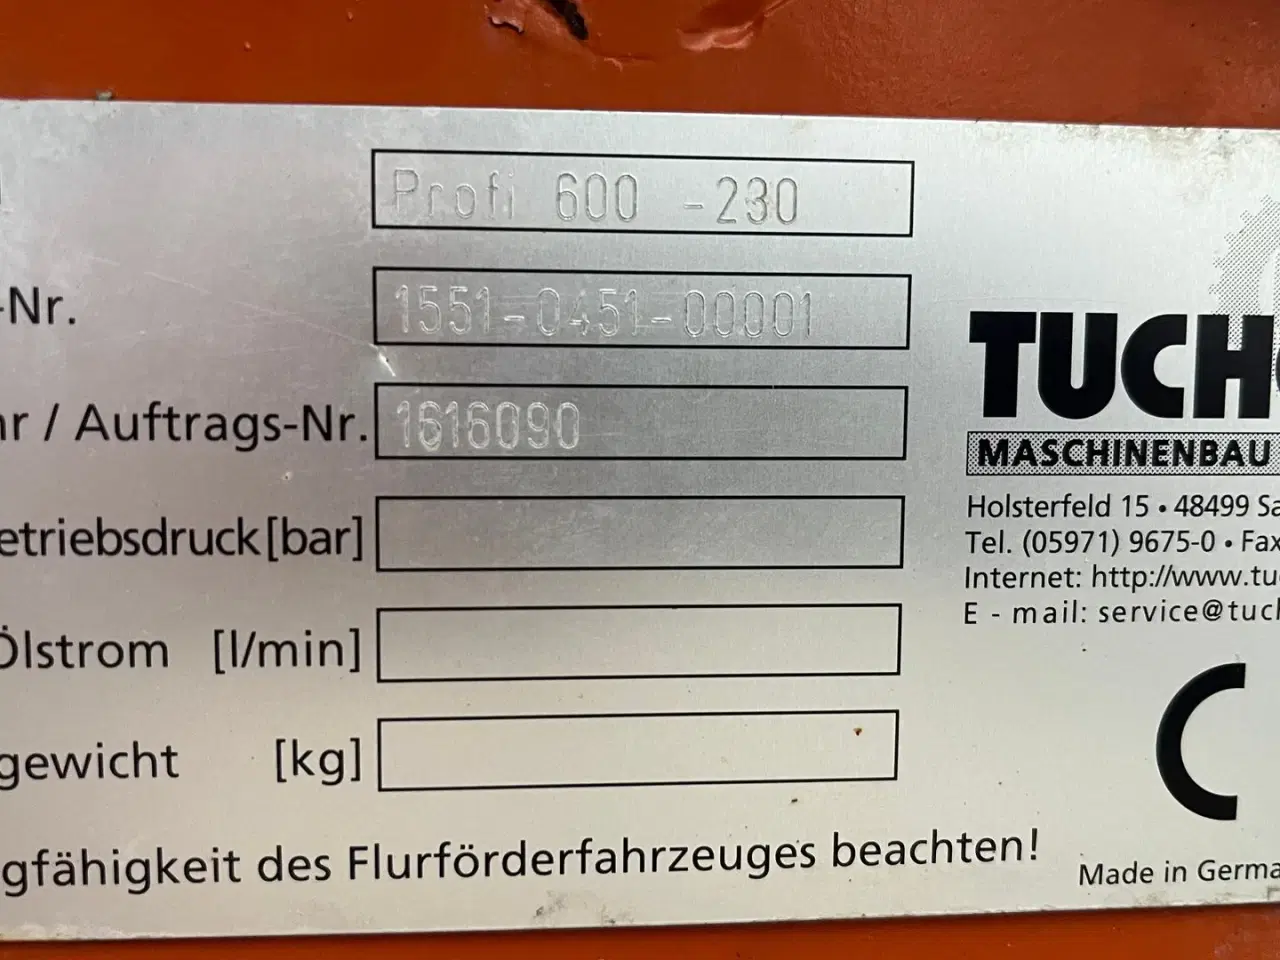 Profi 600 -230
-Nr.
1551-0451-00001
TUCH
MASCHINENBAU
hr / Auftrags-Nr.
1616090
Holsterfeld 15 • 48499 Sa
Tel. (05971) 9675-0 • Fax
Internet: http://www.tu
E - mail: service@tuch
etriebsdruck [bar]
Ölstrom [l/min]
gewicht [kg]
gfähigkeit des Flurförderfahrzeuges beachten!
Made in Germa